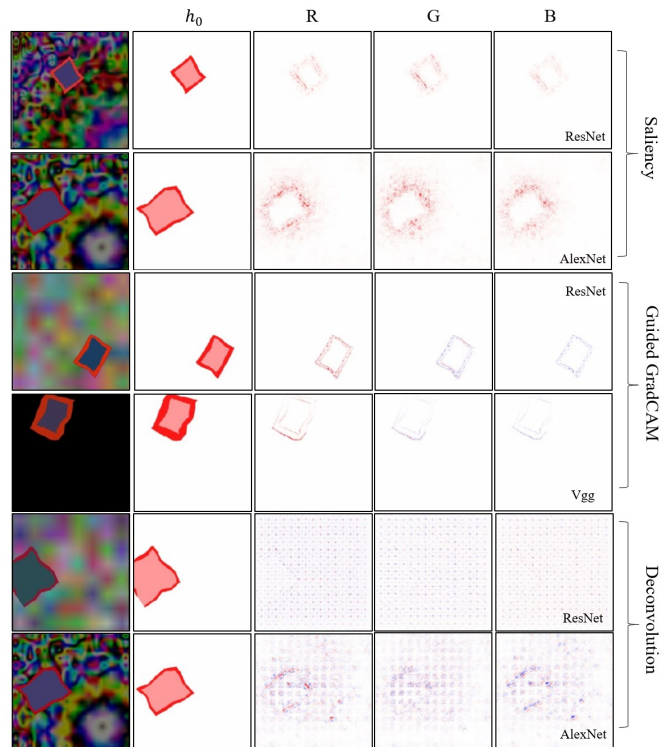 h₀ R G B
ResNet
Saliency
AlexNet
ResNet
Guided GradCAM
Vgg
ResNet
Deconvolution
AlexNet